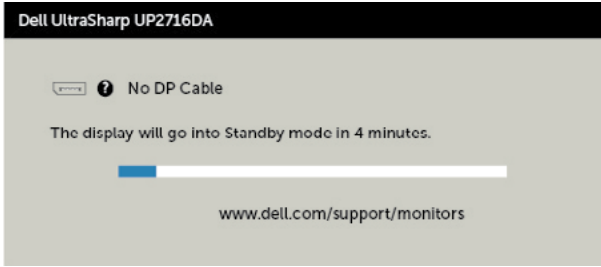 Dell UltraSharp UP2716DA
? No DP Cable
The display will go into Standby mode in 4 minutes.
www.dell.com/support/monitors